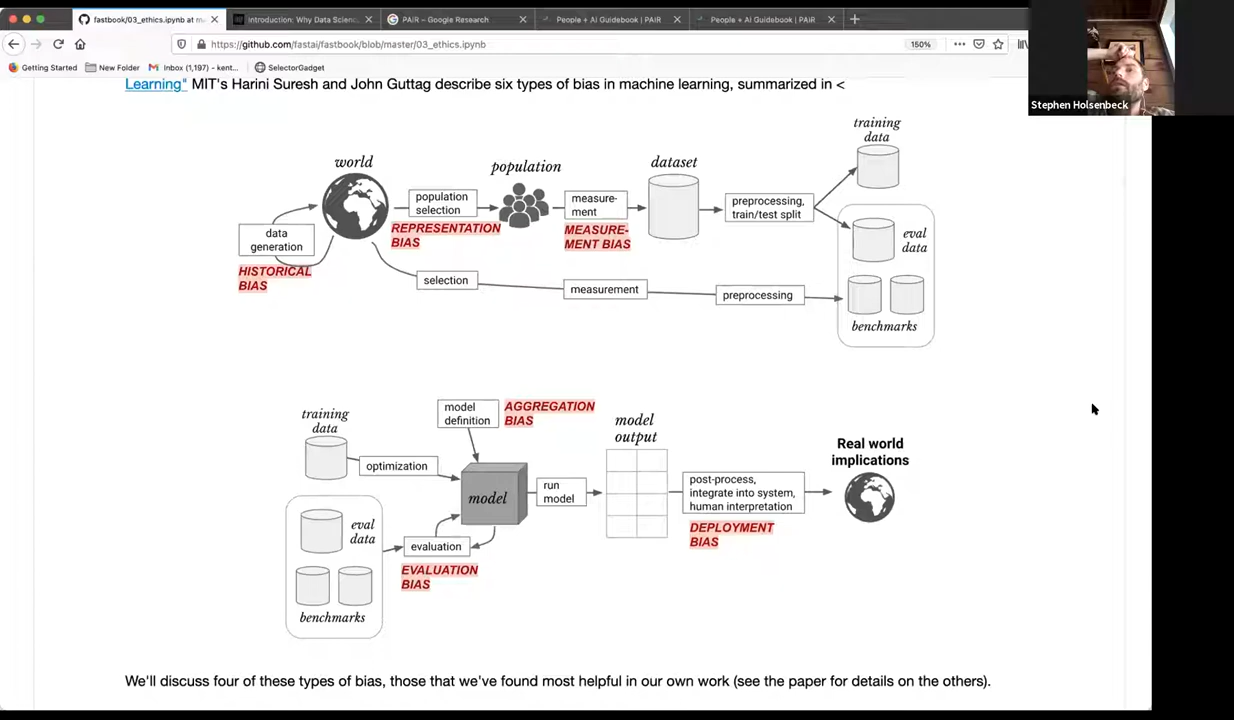 fastbook/03_ethics.ipynb at m
Introduction: Why Data Scienc
PAIR – Google Research
People + AI Guidebook | PAIR
People + AI Guidebook | PAIR
https://github.com/fastai/fastbook/blob/master/03_ethics.ipynb
150%
Getting Started
New Folder
Inbox (1,197) - kent...
SelectorGadget
Stephen Holsenbeck
Learning" MIT's Harini Suresh and John Guttag describe six types of bias in machine learning, summarized in <
training
data
world
population
dataset
population
selection
measure-
ment
preprocessing,
train/test split
REPRESENTATION
BIAS
MEASURE-
MENT BIAS
data
generation
HISTORICAL
BIAS
eval
data
selection
measurement
preprocessing
benchmarks
model
definition
AGGREGATION
BIAS
training
data
model
output
Real world
implications
optimization
model
run
model
post-process,
integrate into system,
human interpretation
DEPLOYMENT
BIAS
eval
data
evaluation
EVALUATION
BIAS
benchmarks
We'll discuss four of these types of bias, those that we've found most helpful in our own work (see the paper for details on the others).